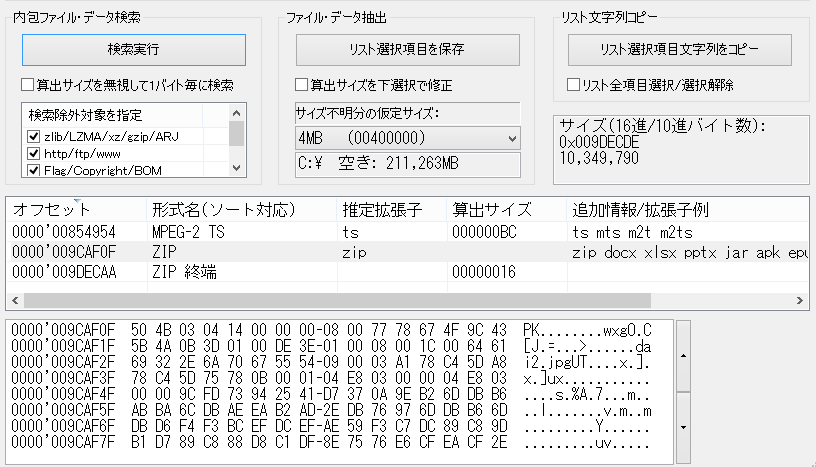 内包ファイル・データ検索
検索実行
算出サイズを無視して1バイト毎に検索
検索除外対象を指定
zlib/LZMA/xz/gzip/ARJ
http/ftp/www
Flag/Copyright/BOM
ファイル・データ抽出
リスト選択項目を保存
算出サイズを下選択で修正
サイズ不明分の仮定サイズ:
4MB (00400000)
C:¥ 空き: 211,263MB
リスト文字列コピー
リスト選択項目文字列をコピー
リスト全項目選択/選択解除
サイズ(16進/10進バイト数):
0x009DECDE
10,349,790
オフセット 形式名(ソート対応) 推定拡張子 算出サイズ 追加情報/拡張子例
0000'00854954 MPEG-2 TS ts 000000BC ts mts m2t m2ts
0000'009CAF0F ZIP zip zip docx xlsx pptx jar apk epu
0000'009DECAA ZIP 終端 00000016
0000'009CAF0F 50 4B 03 04 14 00 00 00-08 00 77 78 67 4F 9C 43 PK........wxgO.C
0000'009CAF1F 5B 4A 0B 3D 01 00 DE 3E-01 00 08 00 1C 00 64 61 [J.=...>......da
0000'009CAF2F 69 32 2E 6A 70 67 55 54-09 00 03 A1 78 C4 5D A8 i2.jpgUT....x.].
0000'009CAF3F 78 C4 5D 75 78 0B 00 01-04 E8 03 00 00 04 E8 03 x.]ux...........
0000'009CAF4F 00 00 9C FD 73 94 25 41-D7 37 0A 9E B2 6D DB B6 ....s.%A.7...m..
0000'009CAF5F AB BA 6C DB AE EA B2 AD-2E DB 76 97 6D DB B6 6D ..l.......v.m..m
0000'009CAF6F DB D6 F4 F3 BC EF DC EF-AE 59 F3 C7 DC 89 C8 9D .........Y......
0000'009CAF7F B1 D7 89 C8 88 D8 C1 DF-8E 75 76 E6 CF EA CF 2E .........uv.....